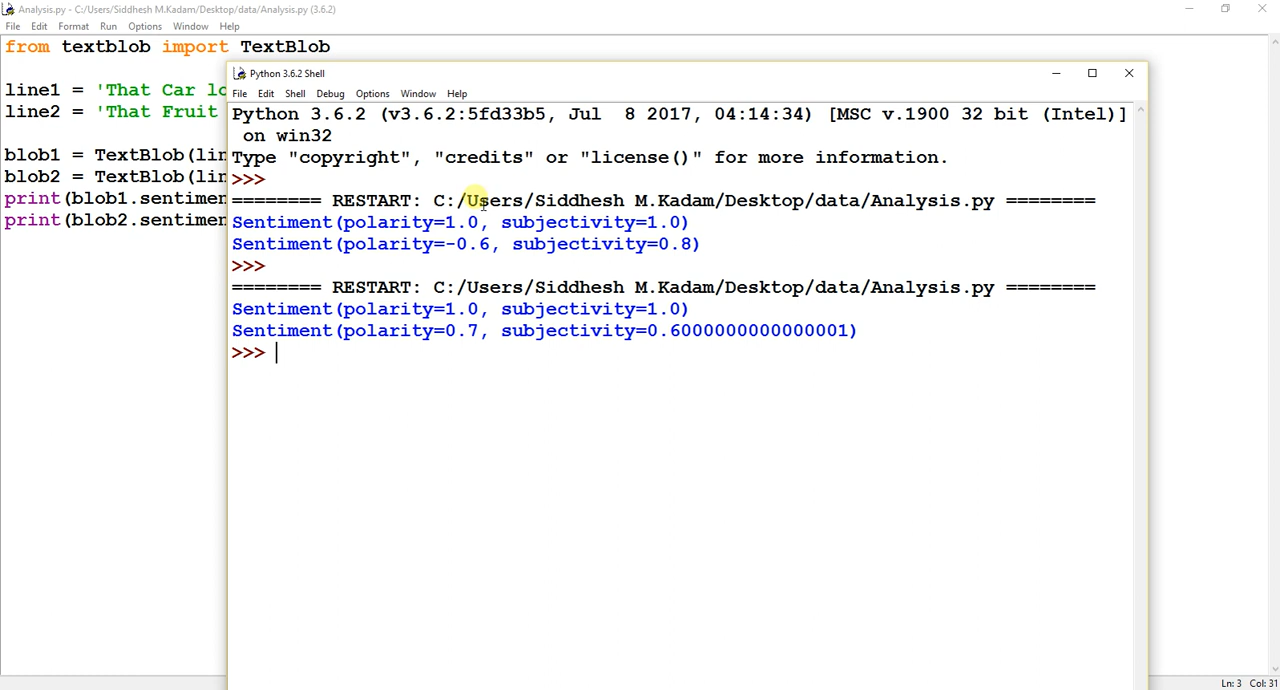 Analysis.py - C:/Users/Siddhesh M.Kadam/Desktop/data/Analysis.py (3.6.2)
File Edit Format Run Options Window Help
from textblob import TextBlob
line1 = 'That Car lo
line2 = 'That Fruit
blob1 = TextBlob(lin
blob2 = TextBlob(lin
print(blob1.sentimen
print(blob2.sentimen
Python 3.6.2 Shell
File Edit Shell Debug Options Window Help
Python 3.6.2 (v3.6.2:5fd33b5, Jul  8 2017, 04:14:34) [MSC v.1900 32 bit (Intel)]
on win32
Type "copyright", "credits" or "license()" for more information.
>>>
======== RESTART: C:/Users/Siddhesh M.Kadam/Desktop/data/Analysis.py ========
Sentiment(polarity=1.0, subjectivity=1.0)
Sentiment(polarity=-0.6, subjectivity=0.8)
>>>
======== RESTART: C:/Users/Siddhesh M.Kadam/Desktop/data/Analysis.py ========
Sentiment(polarity=1.0, subjectivity=1.0)
Sentiment(polarity=0.7, subjectivity=0.6000000000000001)
>>>
Ln: 3 Col: 31